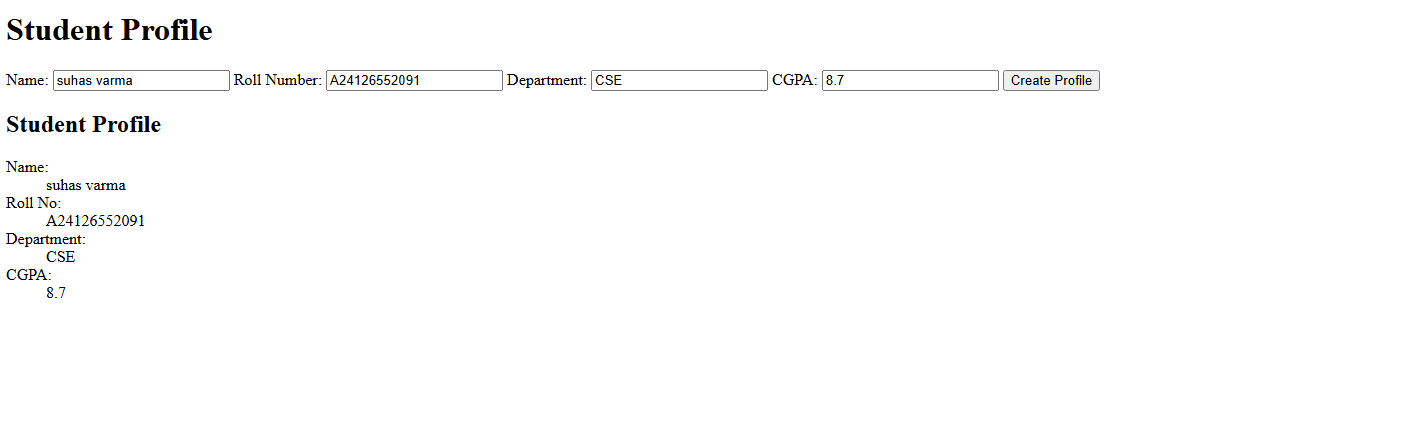 Student Profile
Name: suhas varma Roll Number: A24126552091 Department: CSE CGPA: 8.7 Create Profile
Student Profile
Name:
suhas varma
Roll No:
A24126552091
Department:
CSE
CGPA:
8.7